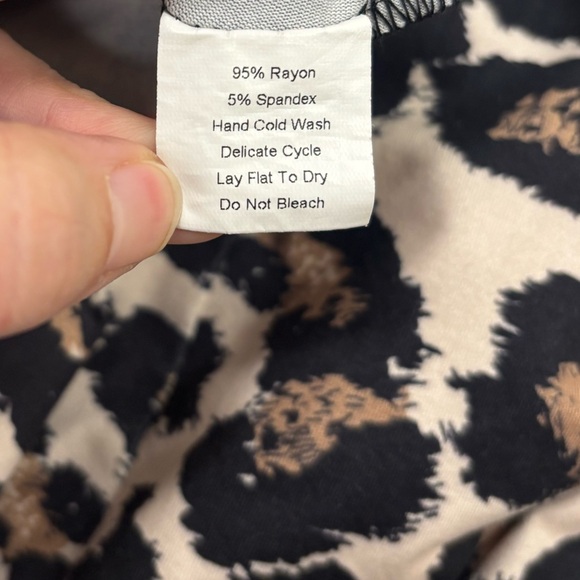 95% Rayon
5% Spandex
Hand Cold Wash
Delicate Cycle
Lay Flat To Dry
Do Not Bleach